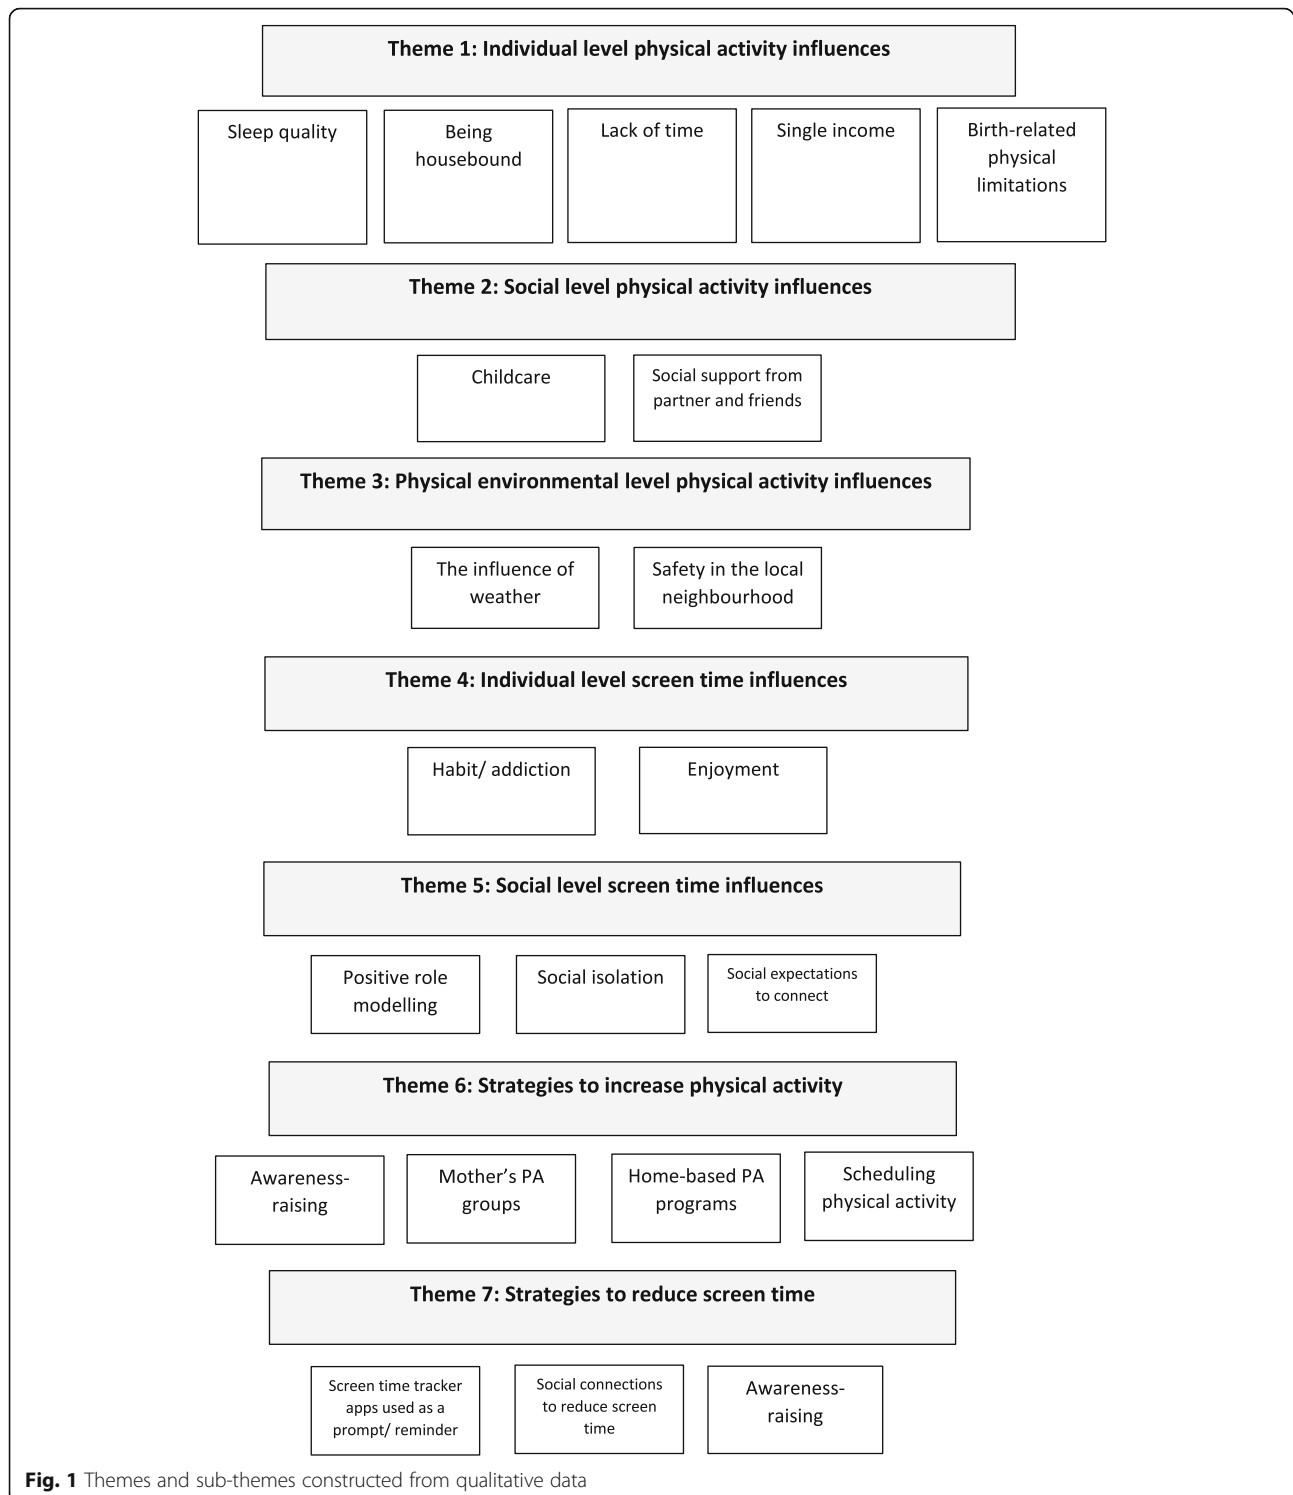 Theme 1: Individual level physical activity influences
Sleep quality
Being
housebound
Lack of time
Single income
Birth-related
physical
limitations
Theme 2: Social level physical activity influences
Childcare
Social support from
partner and friends
Theme 3: Physical environmental level physical activity influences
The influence of
weather
Safety in the local
neighbourhood
Theme 4: Individual level screen time influences
Habit/ addiction
Enjoyment
Theme 5: Social level screen time influences
Positive role
modelling
Social isolation
Social expectations
to connect
Theme 6: Strategies to increase physical activity
Awareness-
raising
Mother’s PA
groups
Home-based PA
programs
Scheduling
physical activity
Theme 7: Strategies to reduce screen time
Screen time tracker
apps used as a
prompt/ reminder
Social connections
to reduce screen
time
Awareness-
raising
Fig. 1 Themes and sub-themes constructed from qualitative data